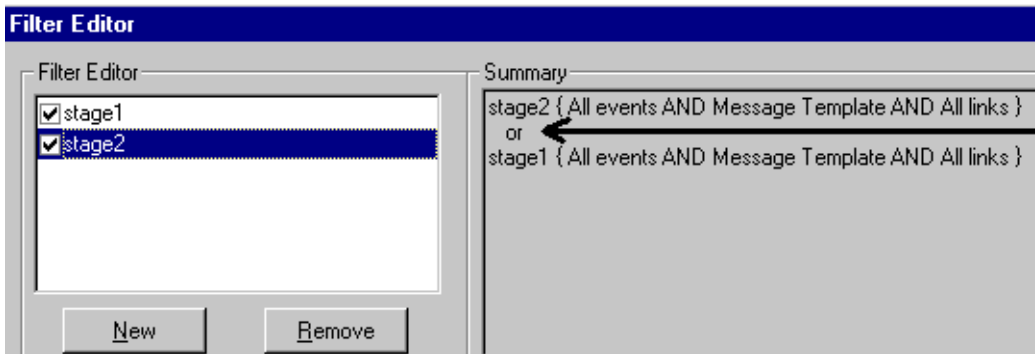 Filter Editor
Filter Editor
stage1
stage2
New
Remove
Summary
stage2 { All events AND Message Template AND All links }
or
stage1 { All events AND Message Template AND All links }